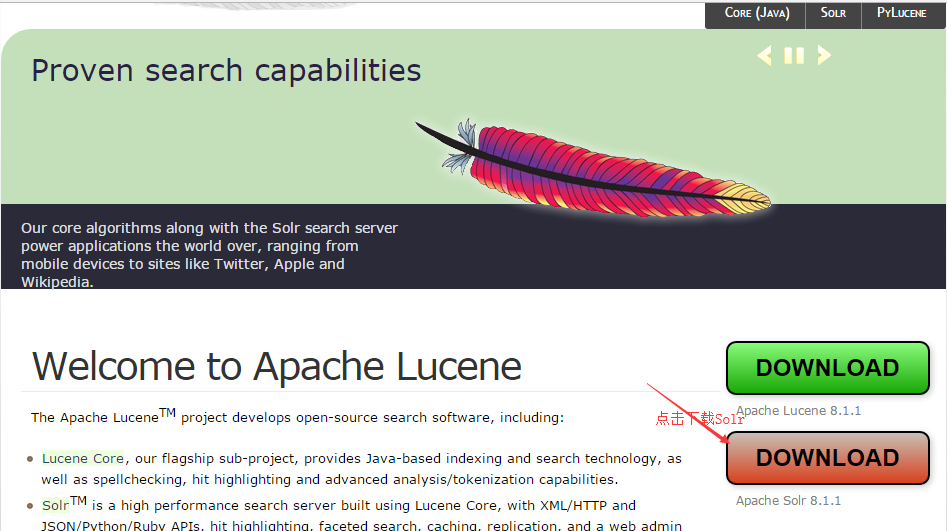 Core (Java) Solr PyLucene
Proven search capabilities
Our core algorithms along with the Solr search server
power applications the world over, ranging from
mobile devices to sites like Twitter, Apple and
Wikipedia.
Welcome to Apache Lucene
DOWNLOAD
Apache Lucene 8.1.1
The Apache Lucene™ project develops open-source search software, including:
点击下载Solr
DOWNLOAD
Apache Solr 8.1.1
Lucene Core, our flagship sub-project, provides Java-based indexing and search technology, as
well as spellchecking, hit highlighting and advanced analysis/tokenization capabilities.
Solr™ is a high performance search server built using Lucene Core, with XML/HTTP and
JSON/Python/Ruby APIs, hit highlighting, faceted search, caching, replication, and a web admin